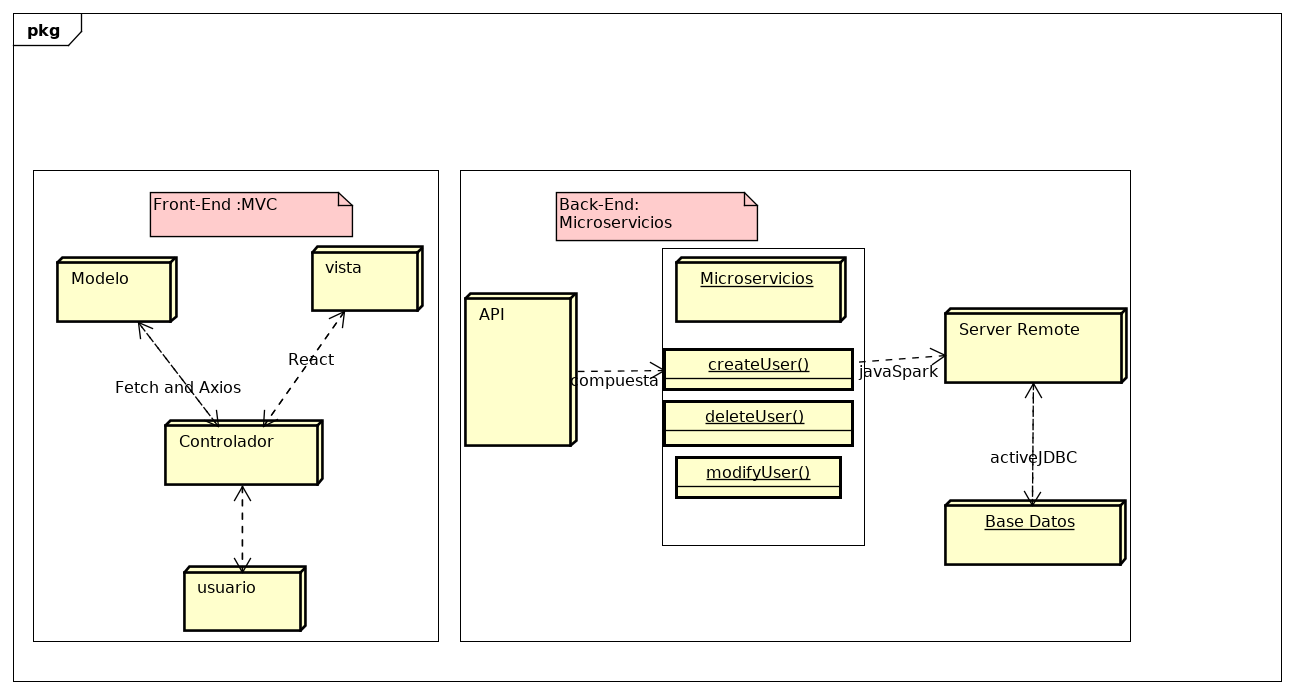 pkg
Front-End :MVC
Modelo
vista
React
Fetch and Axios
Controlador
usuario
Back-End:
Microservicios
API
compuesta
Microservicios
createUser()
deleteUser()
modifyUser()
javaSpark
Server Remote
activeJDBC
Base Datos